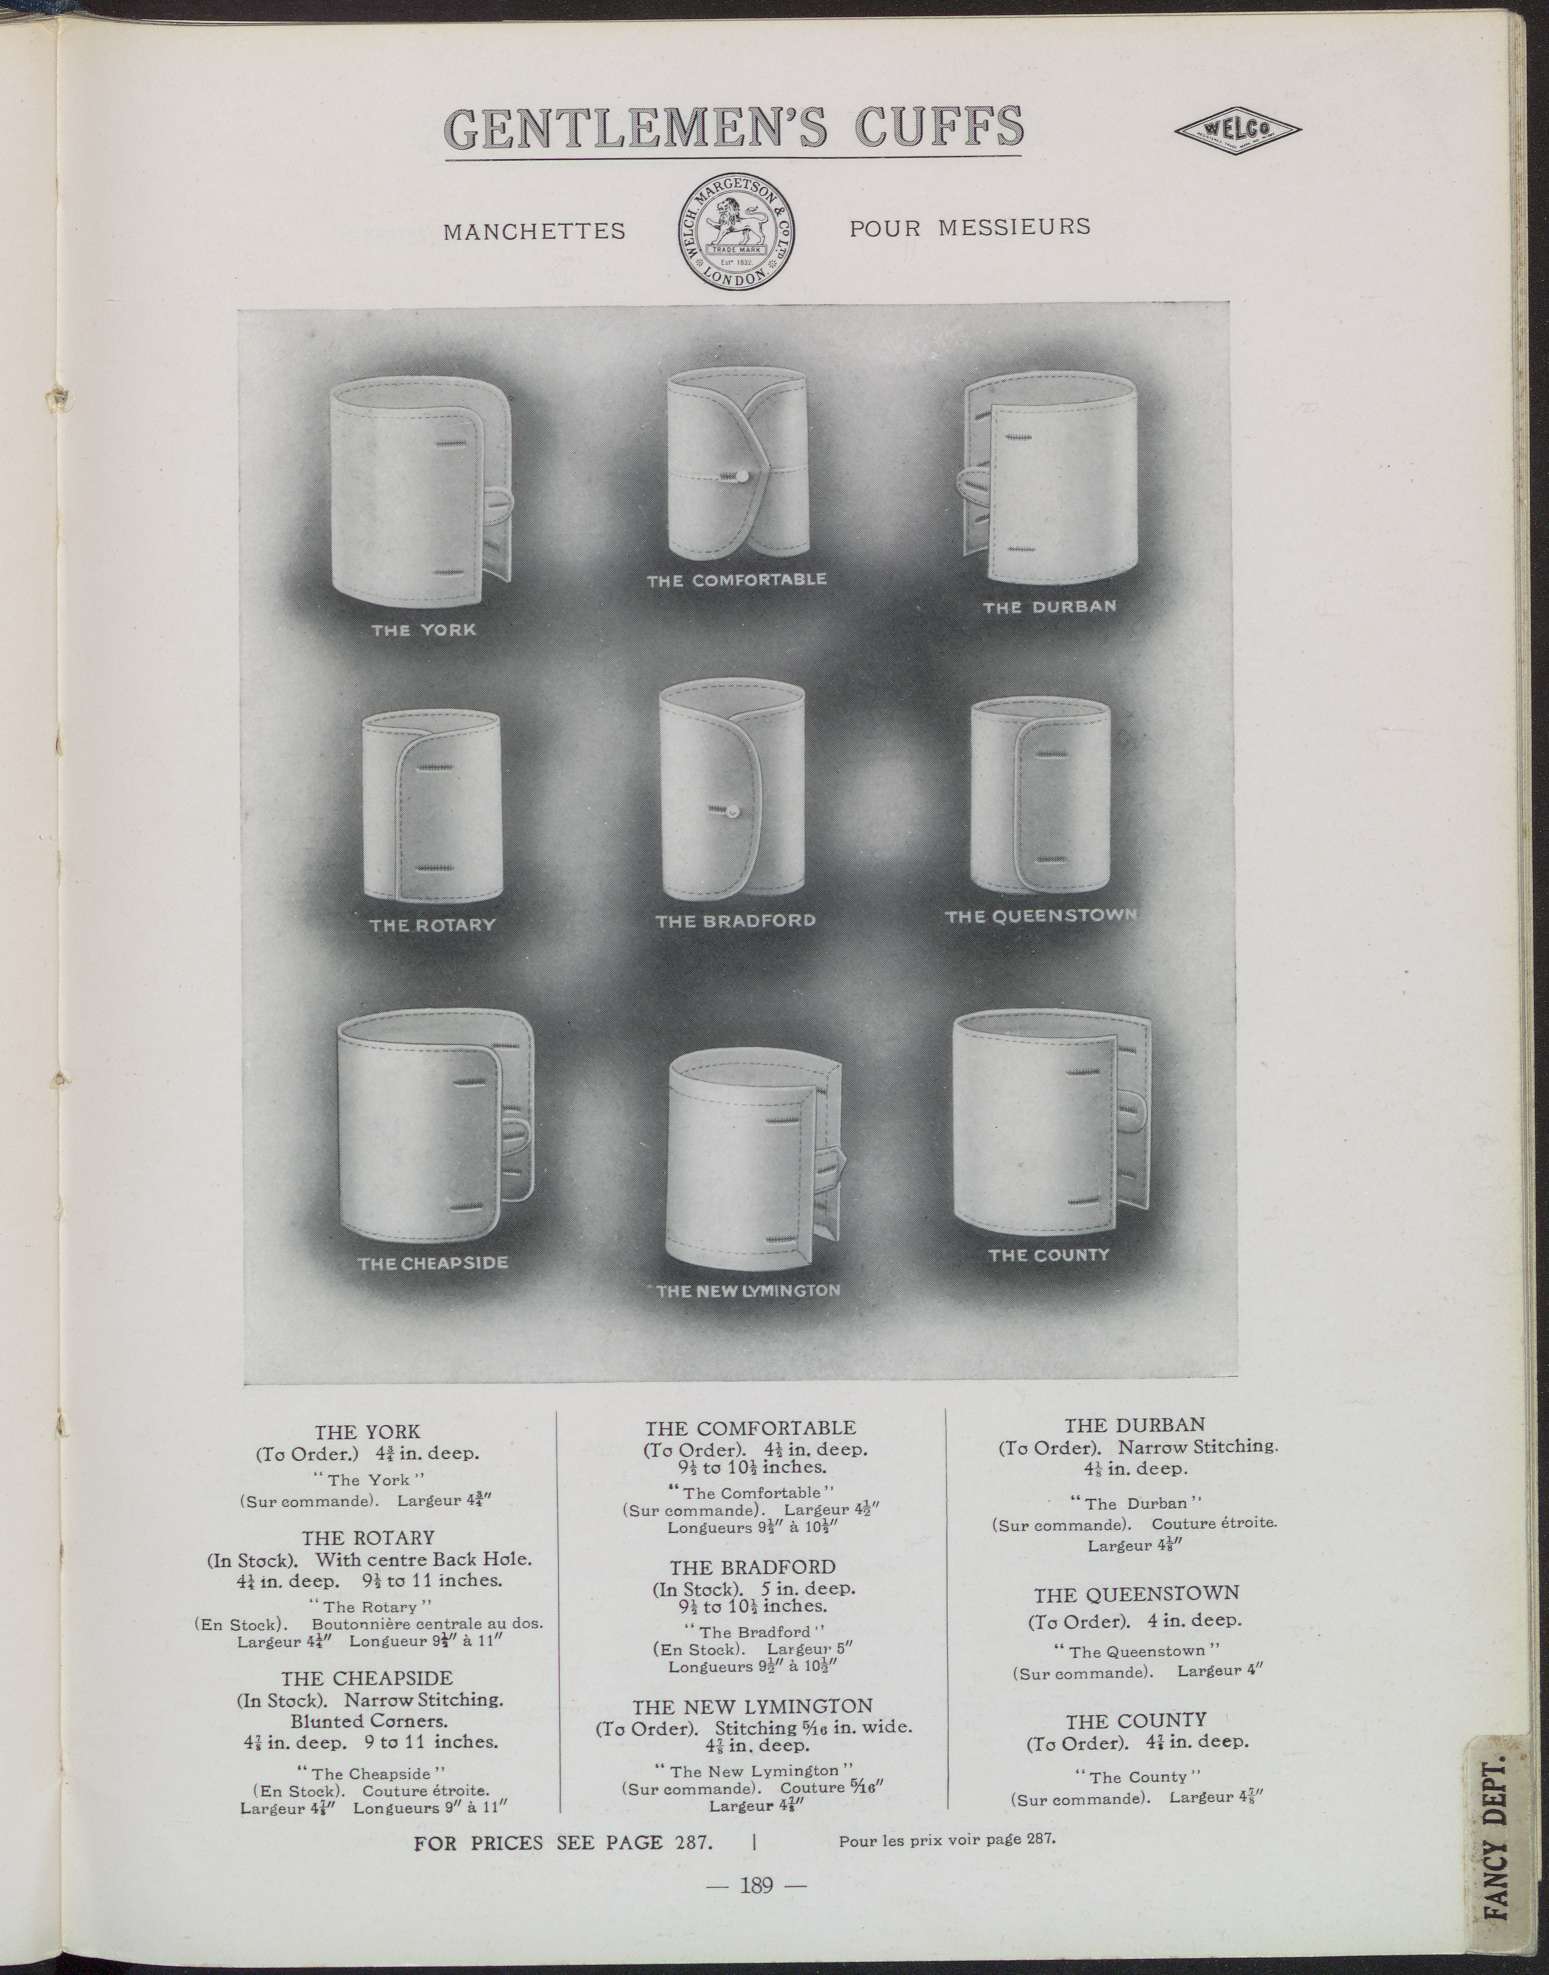 GENTLEMEN'S CUFFS
WELCO
MANCHETTES
POUR MESSIEURS
WELCH, MARGETSON & Co LTD
TRADE MARK
Estd 1832.
LONDON
THE YORK
THE COMFORTABLE
THE DURBAN
THE ROTARY
THE BRADFORD
THE QUEENSTOWN
THE CHEAPSIDE
THE NEW LYMINGTON
THE COUNTY
THE YORK
(To Order.) 4¾ in. deep.
"The York"
(Sur commande). Largeur 4¾"
THE ROTARY
(In Stock). With centre Back Hole.
4¼ in. deep. 9½ to 11 inches.
"The Rotary"
(En Stock). Boutonnière centrale au dos.
Largeur 4¼" Longueur 9½" à 11"
THE CHEAPSIDE
(In Stock). Narrow Stitching.
Blunted Corners.
4⅞ in. deep. 9 to 11 inches.
"The Cheapside"
(En Stock). Couture étroite.
Largeur 4⅞" Longueurs 9" à 11"
THE COMFORTABLE
(To Order). 4½ in. deep.
9½ to 10½ inches.
"The Comfortable"
(Sur commande). Largeur 4½"
Longueurs 9½" à 10½"
THE BRADFORD
(In Stock). 5 in. deep.
9½ to 10½ inches.
"The Bradford"
(En Stock). Largeur 5"
Longueurs 9½" à 10½"
THE NEW LYMINGTON
(To Order). Stitching 5/16 in. wide.
4⅞ in. deep.
"The New Lymington"
(Sur commande). Couture 5/16"
Largeur 4⅞"
THE DURBAN
(To Order). Narrow Stitching.
4⅛ in. deep.
"The Durban"
(Sur commande). Couture étroite.
Largeur 4⅛"
THE QUEENSTOWN
(To Order). 4 in. deep.
"The Queenstown"
(Sur commande). Largeur 4"
THE COUNTY
(To Order). 4⅞ in. deep.
"The County"
(Sur commande). Largeur 4⅞"
FOR PRICES SEE PAGE 287. | Pour les prix voir page 287.
— 189 —
FANCY DEPT.